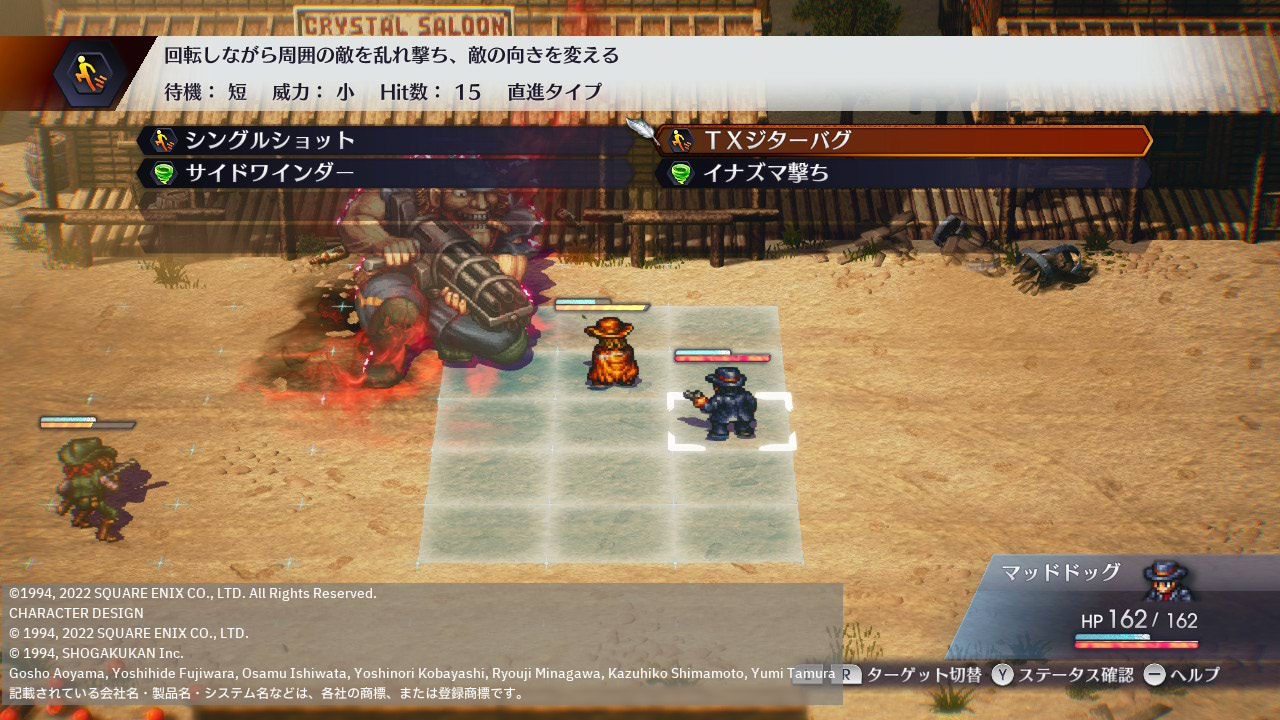 CRYSTAL SALOON
回転しながら周囲の敵を乱れ撃ち、敵の向きを変える
待機： 短　威力： 小　Hit数： 15　直進タイプ
シングルショット　ＴＸジターバグ
サイドワインダー　イナズマ撃ち
マッドドッグ
HP 162 / 162
R ターゲット切替 Y ステータス確認 − ヘルプ
©1994, 2022 SQUARE ENIX CO., LTD. All Rights Reserved.
CHARACTER DESIGN
© 1994, 2022 SQUARE ENIX CO., LTD.
© 1994, SHOGAKUKAN Inc.
Gosho Aoyama, Yoshihide Fujiwara, Osamu Ishiwata, Yoshinori Kobayashi, Ryouji Minagawa, Kazuhiko Shimamoto, Yumi Tamura
記載されている会社名・製品名・システム名などは、各社の商標、または登録商標です。